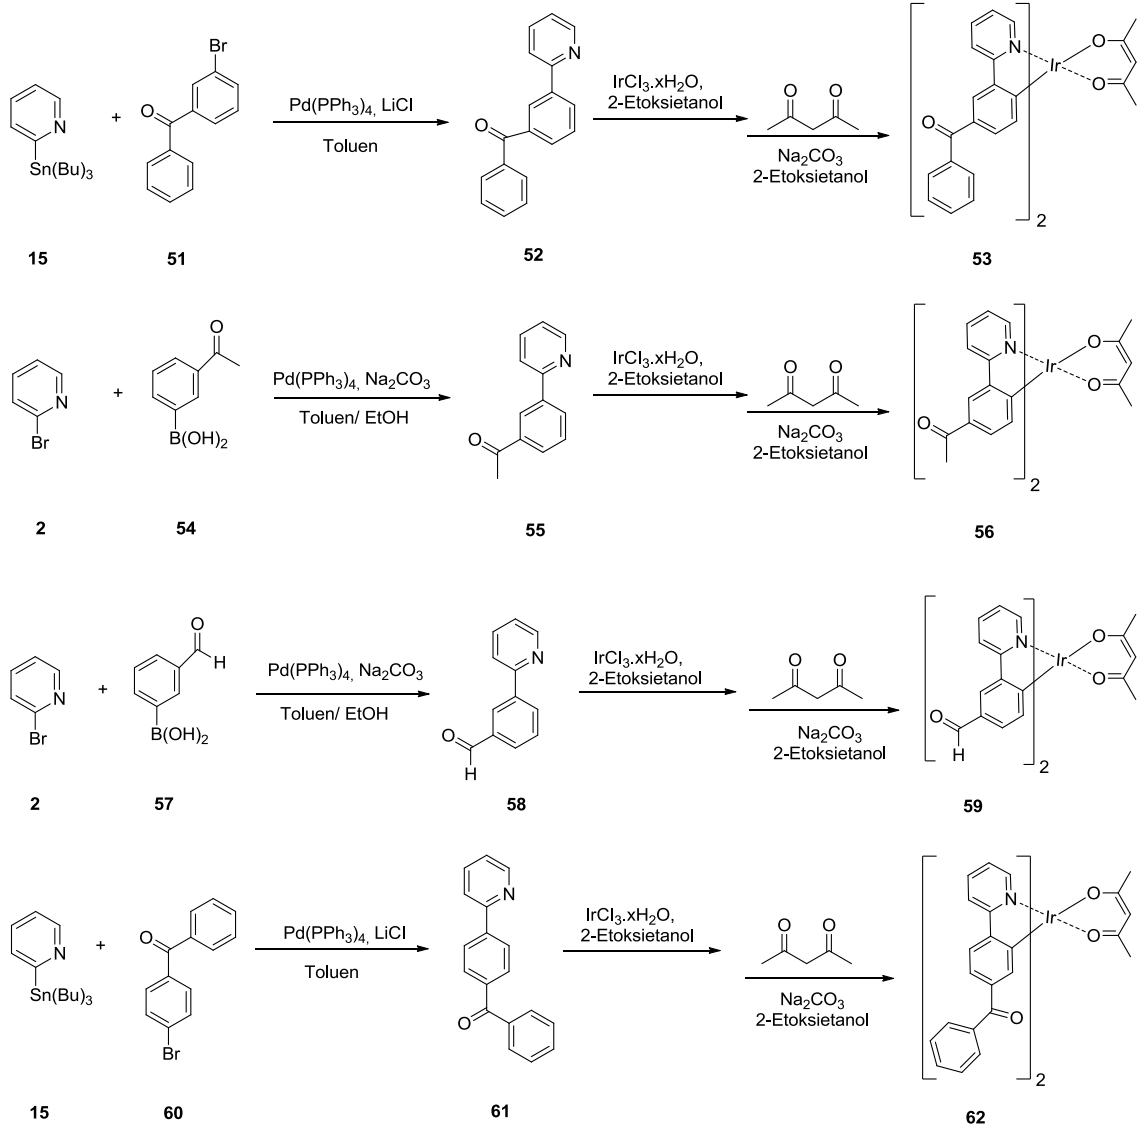 Br
N
Sn(Bu)3
+
O
Pd(PPh3)4, LiCl
Toluen
N
O
IrCl3.xH2O,
2-Etoksietanol
O O
Na2CO3
2-Etoksietanol
N
Ir
O
O
O
2
15 51 52 53
N
Br
+
O
B(OH)2
Pd(PPh3)4, Na2CO3
Toluen/ EtOH
N
O
IrCl3.xH2O,
2-Etoksietanol
O O
Na2CO3
2-Etoksietanol
N
Ir
O
O
O
2
2 54 55 56
N
Br
+
O
H
B(OH)2
Pd(PPh3)4, Na2CO3
Toluen/ EtOH
N
O
H
IrCl3.xH2O,
2-Etoksietanol
O O
Na2CO3
2-Etoksietanol
N
Ir
O
O
O
H
2
2 57 58 59
N
Sn(Bu)3
+
O
Br
Pd(PPh3)4, LiCl
Toluen
N
O
IrCl3.xH2O,
2-Etoksietanol
O O
Na2CO3
2-Etoksietanol
N
Ir
O
O
O
2
15 60 61 62